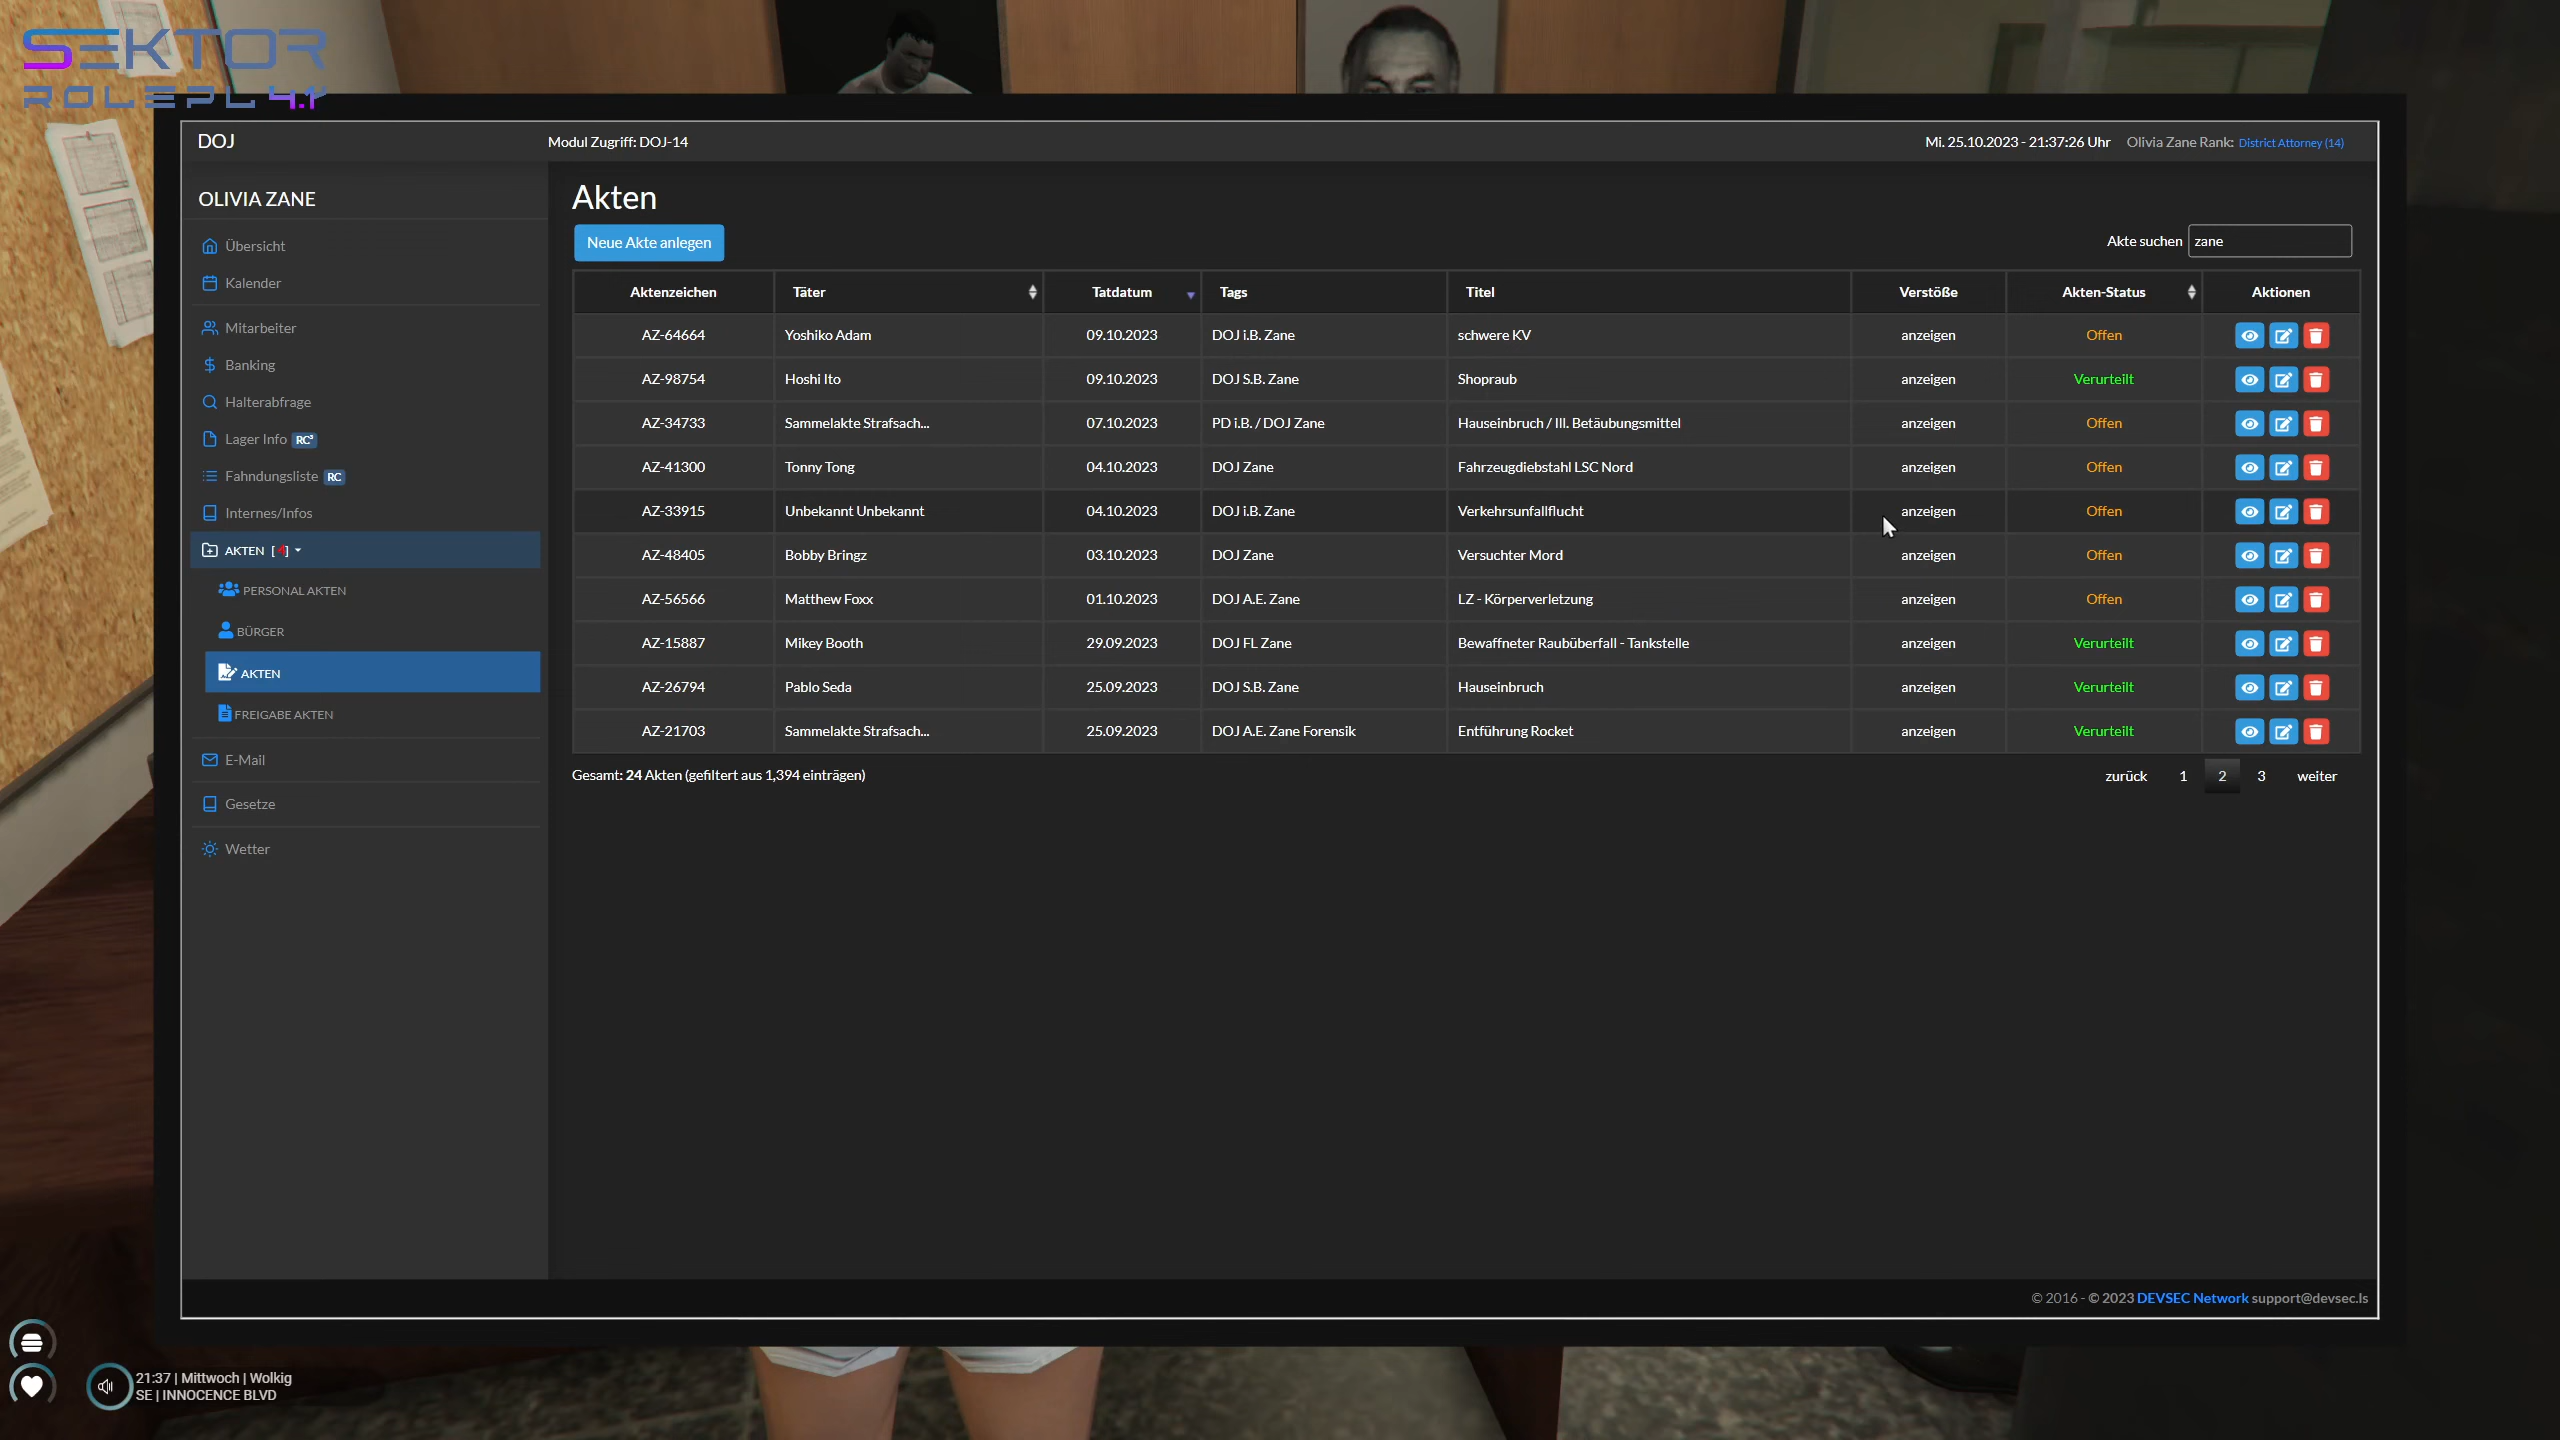 SEKTOR
ROLEPL4.Y
DOJ
Modul Zugriff: DOJ-14
Mi. 25.10.2023 - 21:37:26 Uhr
Olivia Zane Rank: District Attorney (14)
OLIVIA ZANE
Übersicht
Kalender
Mitarbeiter
Banking
Halterabfrage
Lager Info RC³
Fahndungsliste RC
Internes/Infos
AKTEN [4]
PERSONAL AKTEN
BÜRGER
AKTEN
FREIGABE AKTEN
E-Mail
Gesetze
Wetter
Akten
Neue Akte anlegen
Akte suchen zane
Aktenzeichen Täter Tatdatum Tags Titel Verstöße Akten-Status Aktionen
AZ-64664 Yoshiko Adam 09.10.2023 DOJ i.B. Zane schwere KV anzeigen Offen
AZ-98754 Hoshi Ito 09.10.2023 DOJ S.B. Zane Shopraub anzeigen Verurteilt
AZ-34733 Sammelakte Strafsach... 07.10.2023 PD i.B. / DOJ Zane Hauseinbruch / Ill. Betäubungsmittel anzeigen Offen
AZ-41300 Tonny Tong 04.10.2023 DOJ Zane Fahrzeugdiebstahl LSC Nord anzeigen Offen
AZ-33915 Unbekannt Unbekannt 04.10.2023 DOJ i.B. Zane Verkehrsunfallflucht anzeigen Offen
AZ-48405 Bobby Bringz 03.10.2023 DOJ Zane Versuchter Mord anzeigen Offen
AZ-56566 Matthew Foxx 01.10.2023 DOJ A.E. Zane LZ - Körperverletzung anzeigen Offen
AZ-15887 Mikey Booth 29.09.2023 DOJ FL Zane Bewaffneter Raubüberfall - Tankstelle anzeigen Verurteilt
AZ-26794 Pablo Seda 25.09.2023 DOJ S.B. Zane Hauseinbruch anzeigen Verurteilt
AZ-21703 Sammelakte Strafsach... 25.09.2023 DOJ A.E. Zane Forensik Entführung Rocket anzeigen Verurteilt
Gesamt: 24 Akten (gefiltert aus 1,394 einträgen)
zurück 1 2 3 weiter
© 2016 - © 2023 DEVSEC Network support@devsec.ls
21:37 | Mittwoch | Wolkig
SE | INNOCENCE BLVD